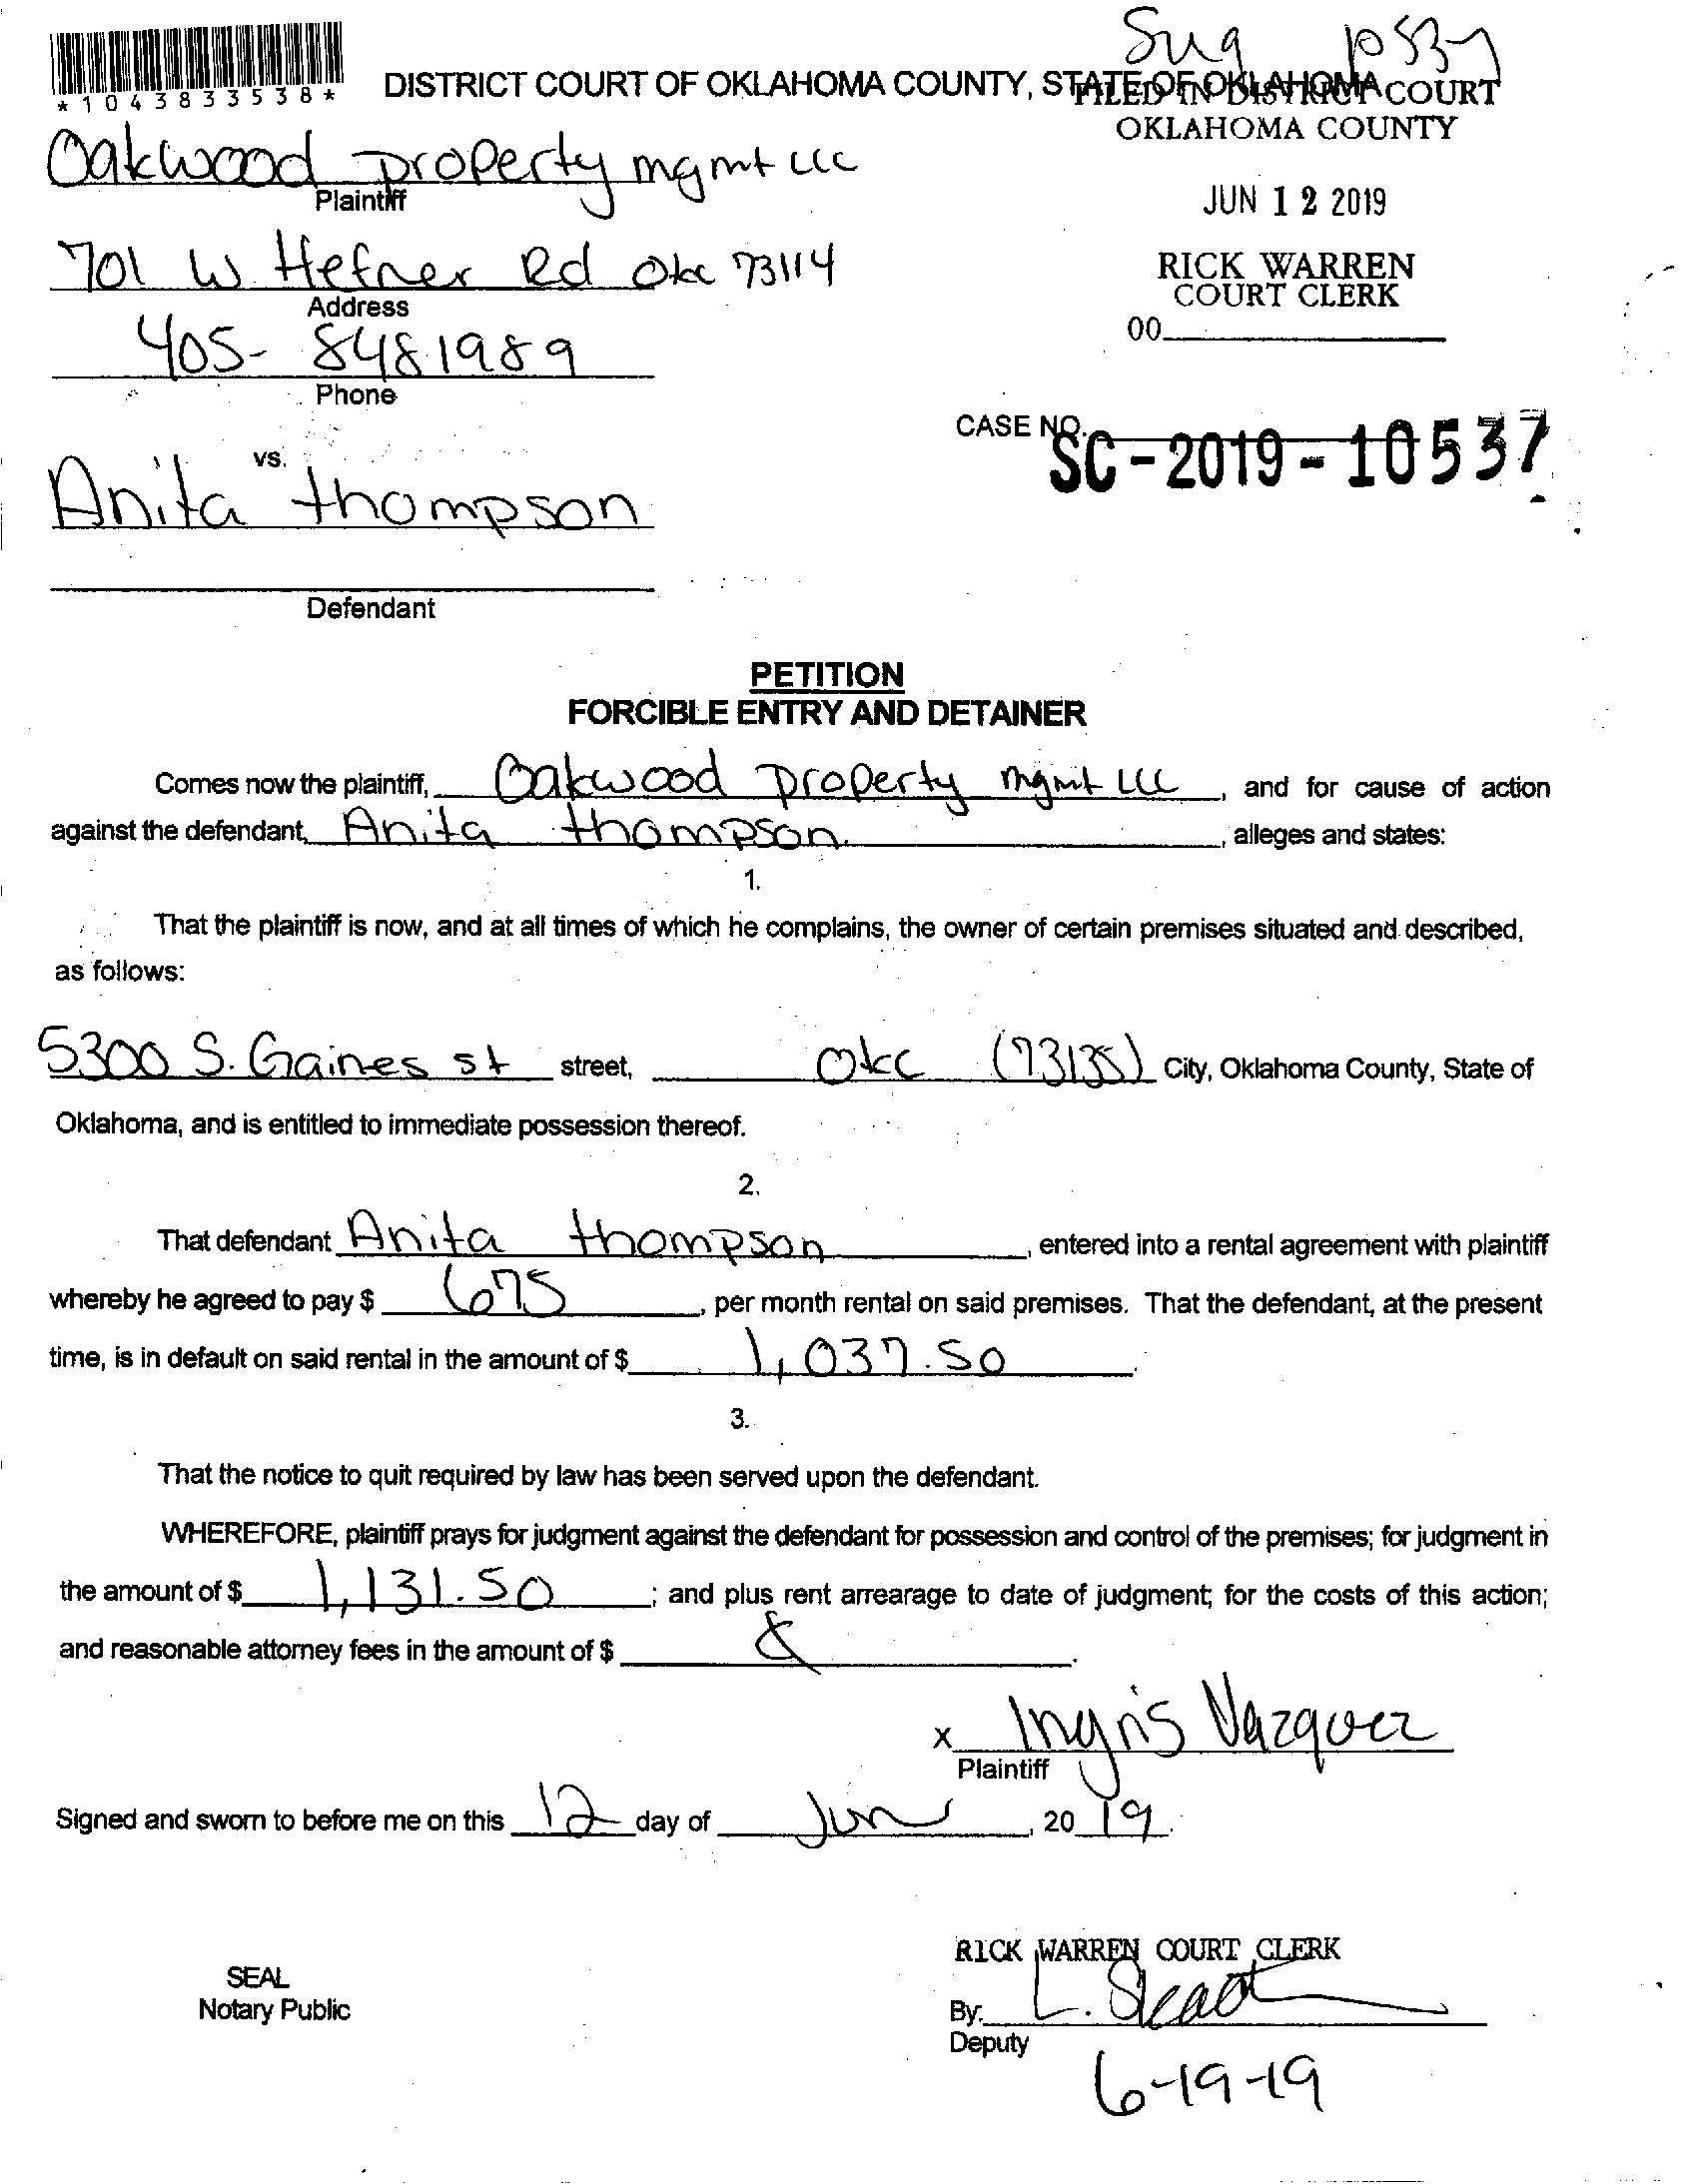 *1043833538*
DISTRICT COURT OF OKLAHOMA COUNTY, STATE OF OKLAHOMA
FILED IN DISTRICT COURT
OKLAHOMA COUNTY
JUN 12 2019
RICK WARREN
COURT CLERK
00
Oakwood property mgmt LLC
Plaintiff
701 W. Hefner Rd Okc 73114
Address
405- 8481989
Phone
CASE NO. SC-2019-10537
vs.
Anita thompson
Defendant
PETITION
FORCIBLE ENTRY AND DETAINER
Comes now the plaintiff, Oakwood property mgmt LLC, and for cause of action
against the defendant, Anita thompson, alleges and states:
1.
That the plaintiff is now, and at all times of which he complains, the owner of certain premises situated and described,
as follows:
5300 S. Gaines st street, Okc (73135) City, Oklahoma County, State of
Oklahoma, and is entitled to immediate possession thereof.
2.
That defendant Anita thompson, entered into a rental agreement with plaintiff
whereby he agreed to pay $ 675, per month rental on said premises. That the defendant, at the present
time, is in default on said rental in the amount of $ 1,037.50.
3.
That the notice to quit required by law has been served upon the defendant.
WHEREFORE, plaintiff prays for judgment against the defendant for possession and control of the premises; for judgment in
the amount of $ 1,131.50; and plus rent arrearage to date of judgment; for the costs of this action;
and reasonable attorney fees in the amount of $
x Ingris Vazquez
Plaintiff
Signed and sworn to before me on this 12 day of Jun, 2019.
RICK WARREN COURT CLERK
SEAL
Notary Public
By: L.
Deputy
6-19-19